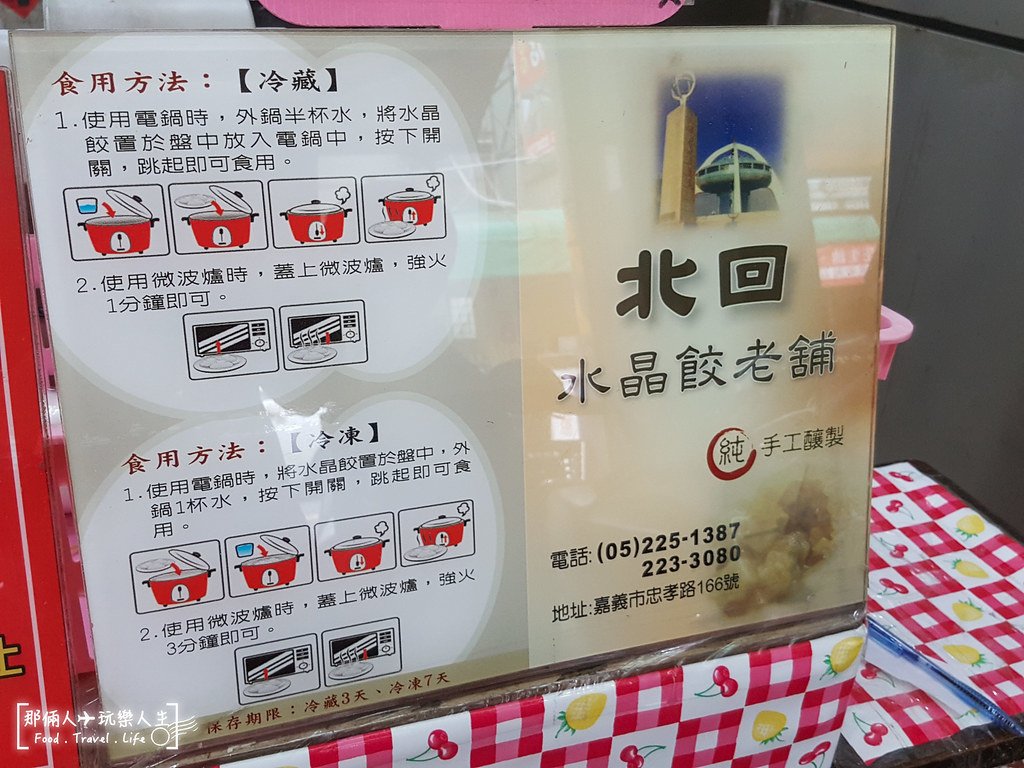 食用方法：【冷藏】
1.使用電鍋時，外鍋半杯水，將水晶
餃置於盤中放入電鍋中，按下開
關，跳起即可食用。
2.使用微波爐時，蓋上微波爐，強火
1分鐘即可。
食用方法：【冷凍】
1.使用電鍋時，將水晶餃置於盤中，外
鍋1杯水，按下開關，跳起即可食
用。
2.使用微波爐時，蓋上微波爐，強火
3分鐘即可。
保存期限：冷藏3天、冷凍7天
北回
水晶餃老舖
純 手工釀製
電話:(05)225-1387
223-3080
地址:嘉義市忠孝路166號
那倆人 玩樂人生
Food . Travel . Life